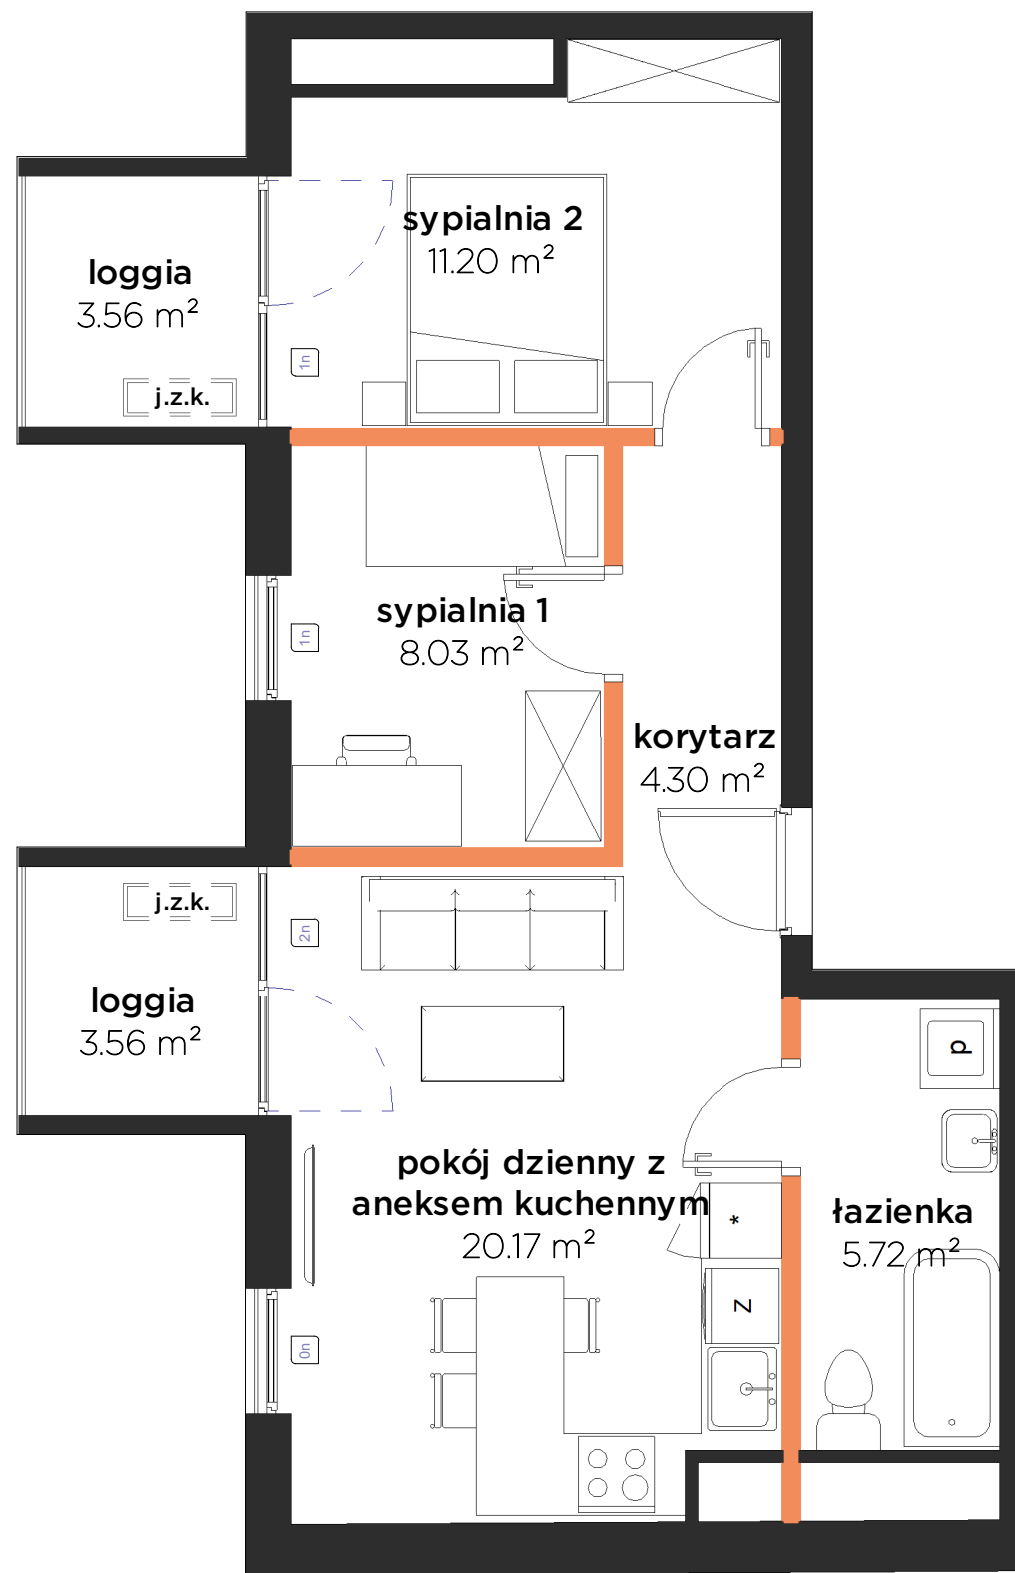 sypialnia 2
11.20 m²
loggia
3.56 m²
j.z.k.
1n
sypialnia 1
8.03 m²
1n
korytarz
4.30 m²
j.z.k.
2n
loggia
3.56 m²
p
pokój dzienny z
aneksem kuchennym
20.17 m²
*
łazienka
5.72 m²
Z
0n